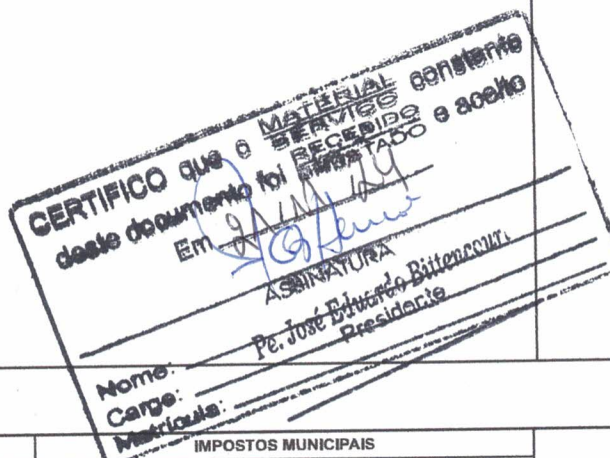 CERTIFICO que o MATERIAL SERVIÇO constante
deste documento foi RECEBIDO PRESTADO e aceito
Em
ASSINATURA
Pe. José Eduardo Bittencourt
Presidente
Nome:
Cargo:
Matrícula:
IMPOSTOS MUNICIPAIS